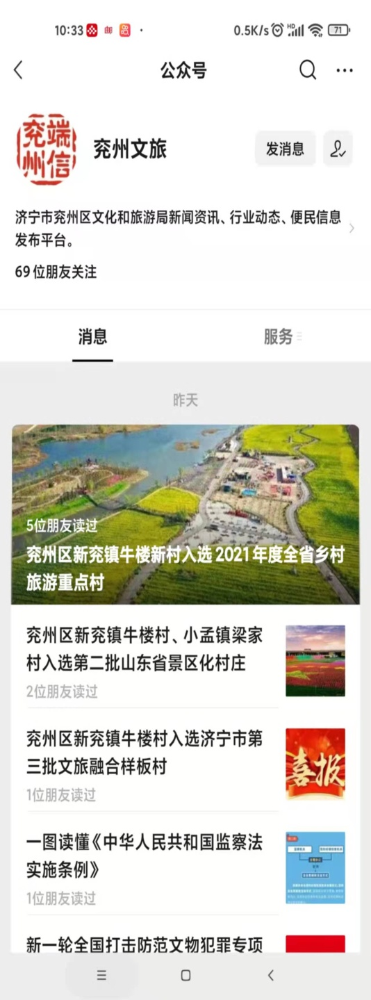 10:33
0.5K/s
HD
71
公众号
兖端
州信
兖州文旅
发消息
济宁市兖州区文化和旅游局新闻资讯、行业动态、便民信息
发布平台。
69位朋友关注
消息
服务
昨天
5位朋友读过
兖州区新兖镇牛楼新村入选2021年度全省乡村
旅游重点村
兖州区新兖镇牛楼村、小孟镇梁家
村入选第二批山东省景区化村庄
2位朋友读过
兖州区新兖镇牛楼村入选济宁市第
三批文旅融合样板村
1位朋友读过
喜报
一图读懂《中华人民共和国监察法
实施条例》
1位朋友读过
新一轮全国打击防范文物犯罪专项